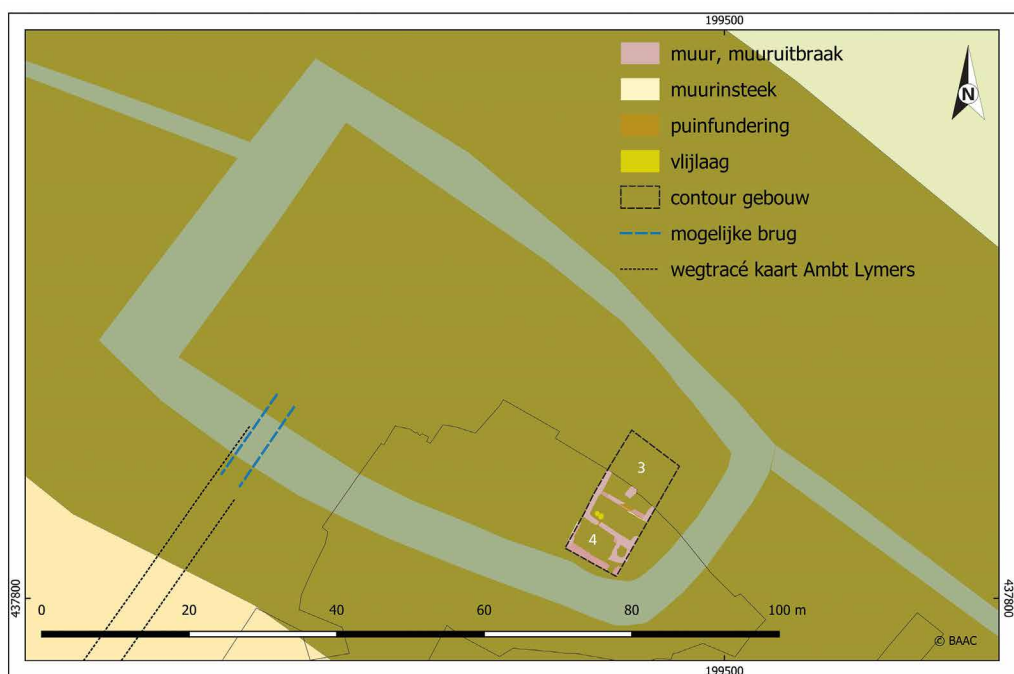 199500
N
muur, muuruitbraak
muurinsteek
puinfundering
vlijlaag
contour gebouw
mogelijke brug
wegtracé kaart Ambt Lymers
3
4
437800
437800
0
20
40
60
80
100 m
© BAAC
199500